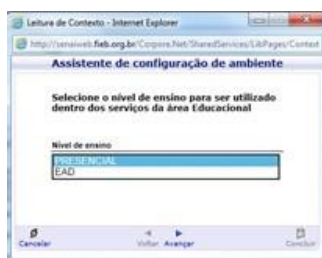 Leitura de Contexto - Internet Explorer
http://senaiweb.fieb.org.br/Corpore.Net/SharedServices/LibPages/Context
Assistente de configuração de ambiente
Selecione o nível de ensino para ser utilizado
dentro dos serviços da área Educacional
Nível de ensino
PRESENCIAL
EAD
Cancelar Voltar Avançar Concluir